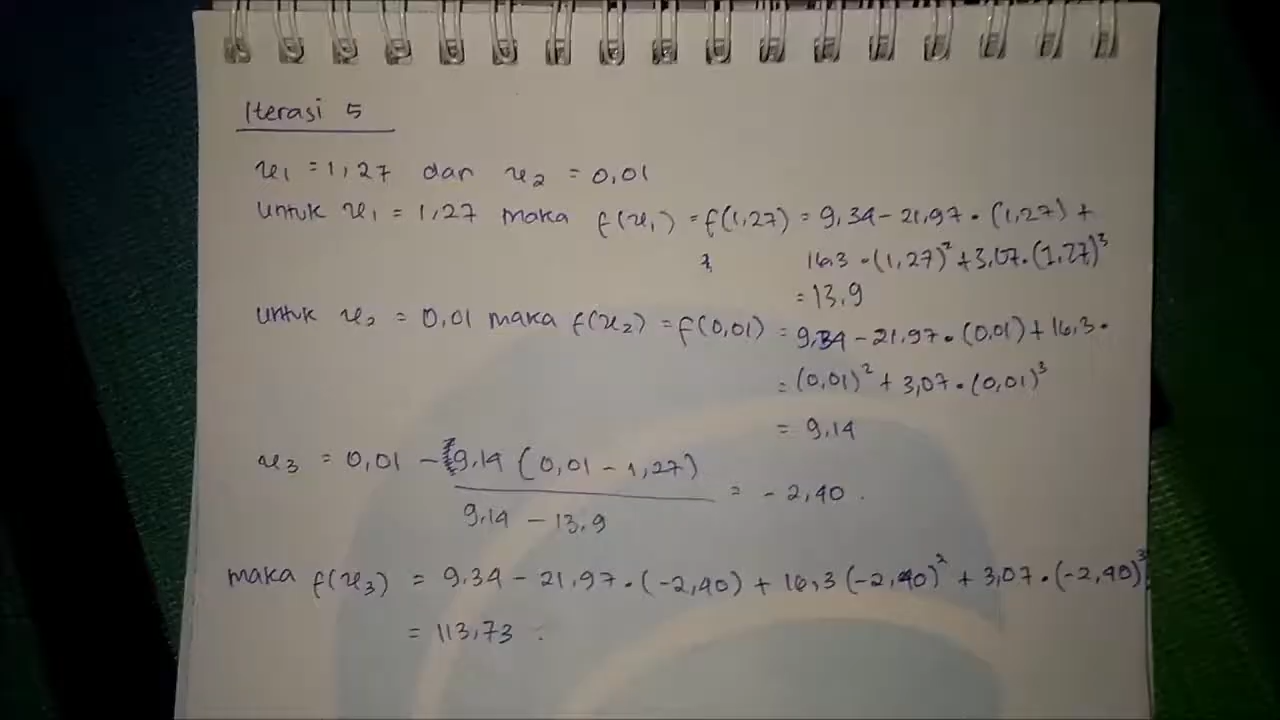 Iterasi 5
x1 = 1,27 dan x2 = 0,01
Untuk x1 = 1,27 maka f(x1) = f(1,27) = 9,34 - 21,97 • (1,27) +
16,3 • (1,27)² + 3,07 • (1,27)³
= 13,9
Untuk x2 = 0,01 maka f(x2) = f(0,01) = 9,34 - 21,97 • (0,01) + 16,3 •
= (0,01)² + 3,07 • (0,01)³
= 9,14
x3 = 0,01 - 9,14 (0,01 - 1,27) = -2,40 .
9,14 - 13,9
maka f(x3) = 9,34 - 21,97 • (-2,40) + 16,3 (-2,40)² + 3,07 • (-2,40)³
= 113,73